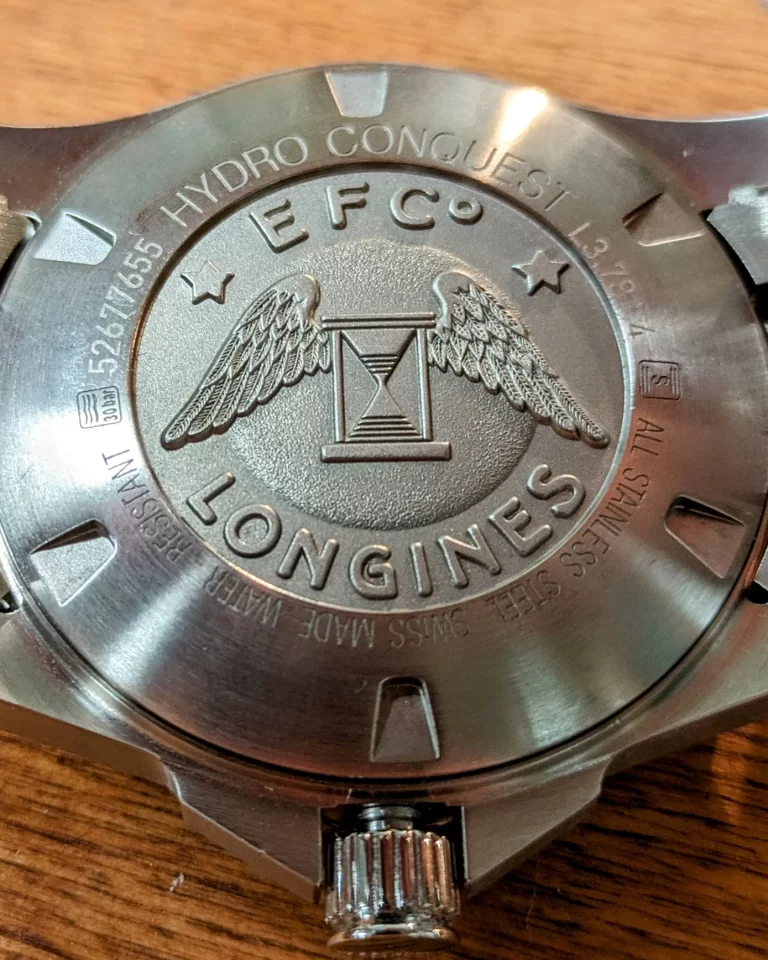 HYDRO CONQUEST
52677655
30 bar
S
ALL STAINLESS STEEL SWISS MADE WATER RESISTANT
EFCo
LONGINES